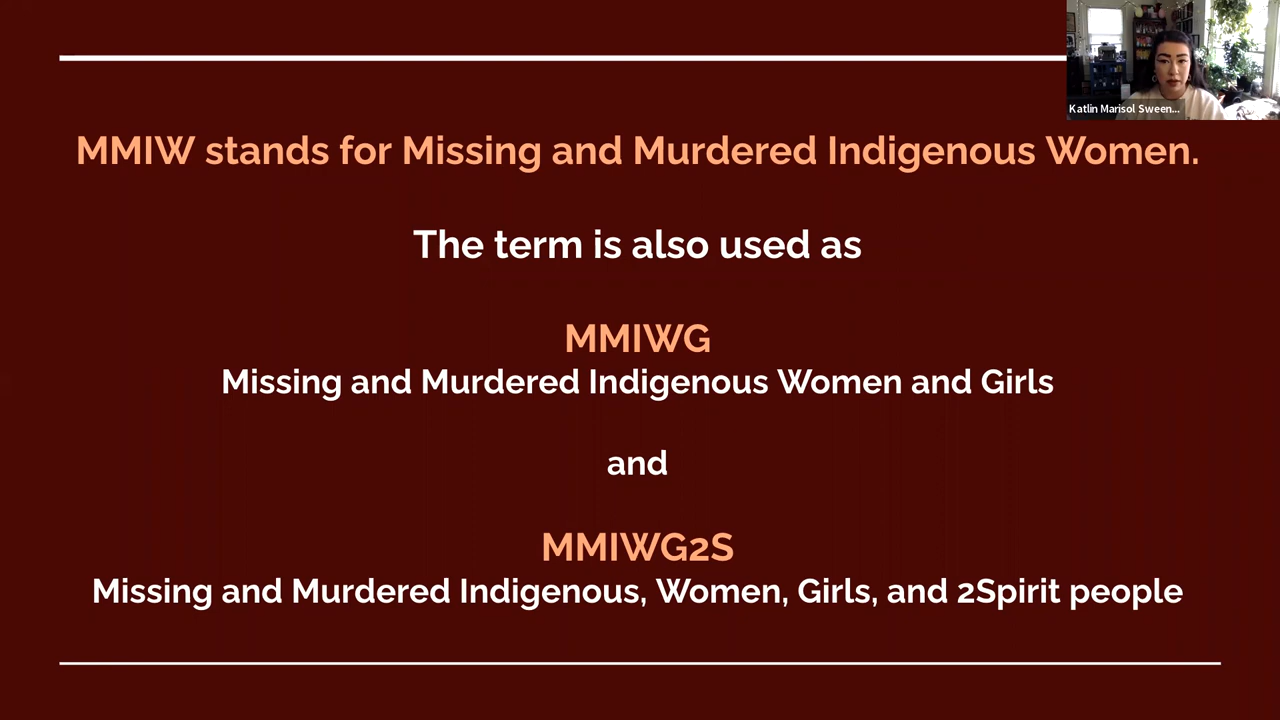 Katlin Marisol Sween...
MMIW stands for Missing and Murdered Indigenous Women.
The term is also used as
MMIWG
Missing and Murdered Indigenous Women and Girls
and
MMIWG2S
Missing and Murdered Indigenous, Women, Girls, and 2Spirit people